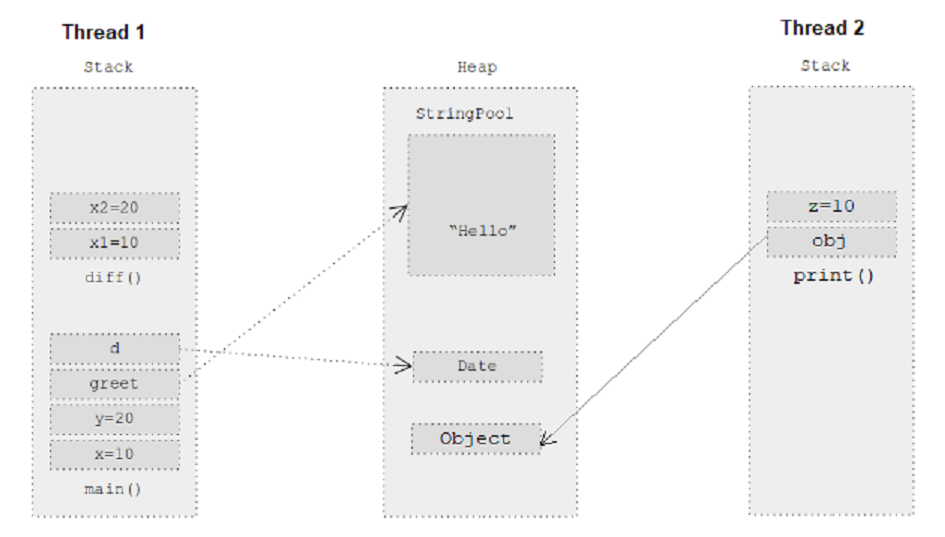 Thread 1
Stack
x2=20
x1=10
diff()
d
greet
y=20
x=10
main()
Heap
StringPool
“Hello”
Date
Object
Thread 2
Stack
z=10
obj
print()